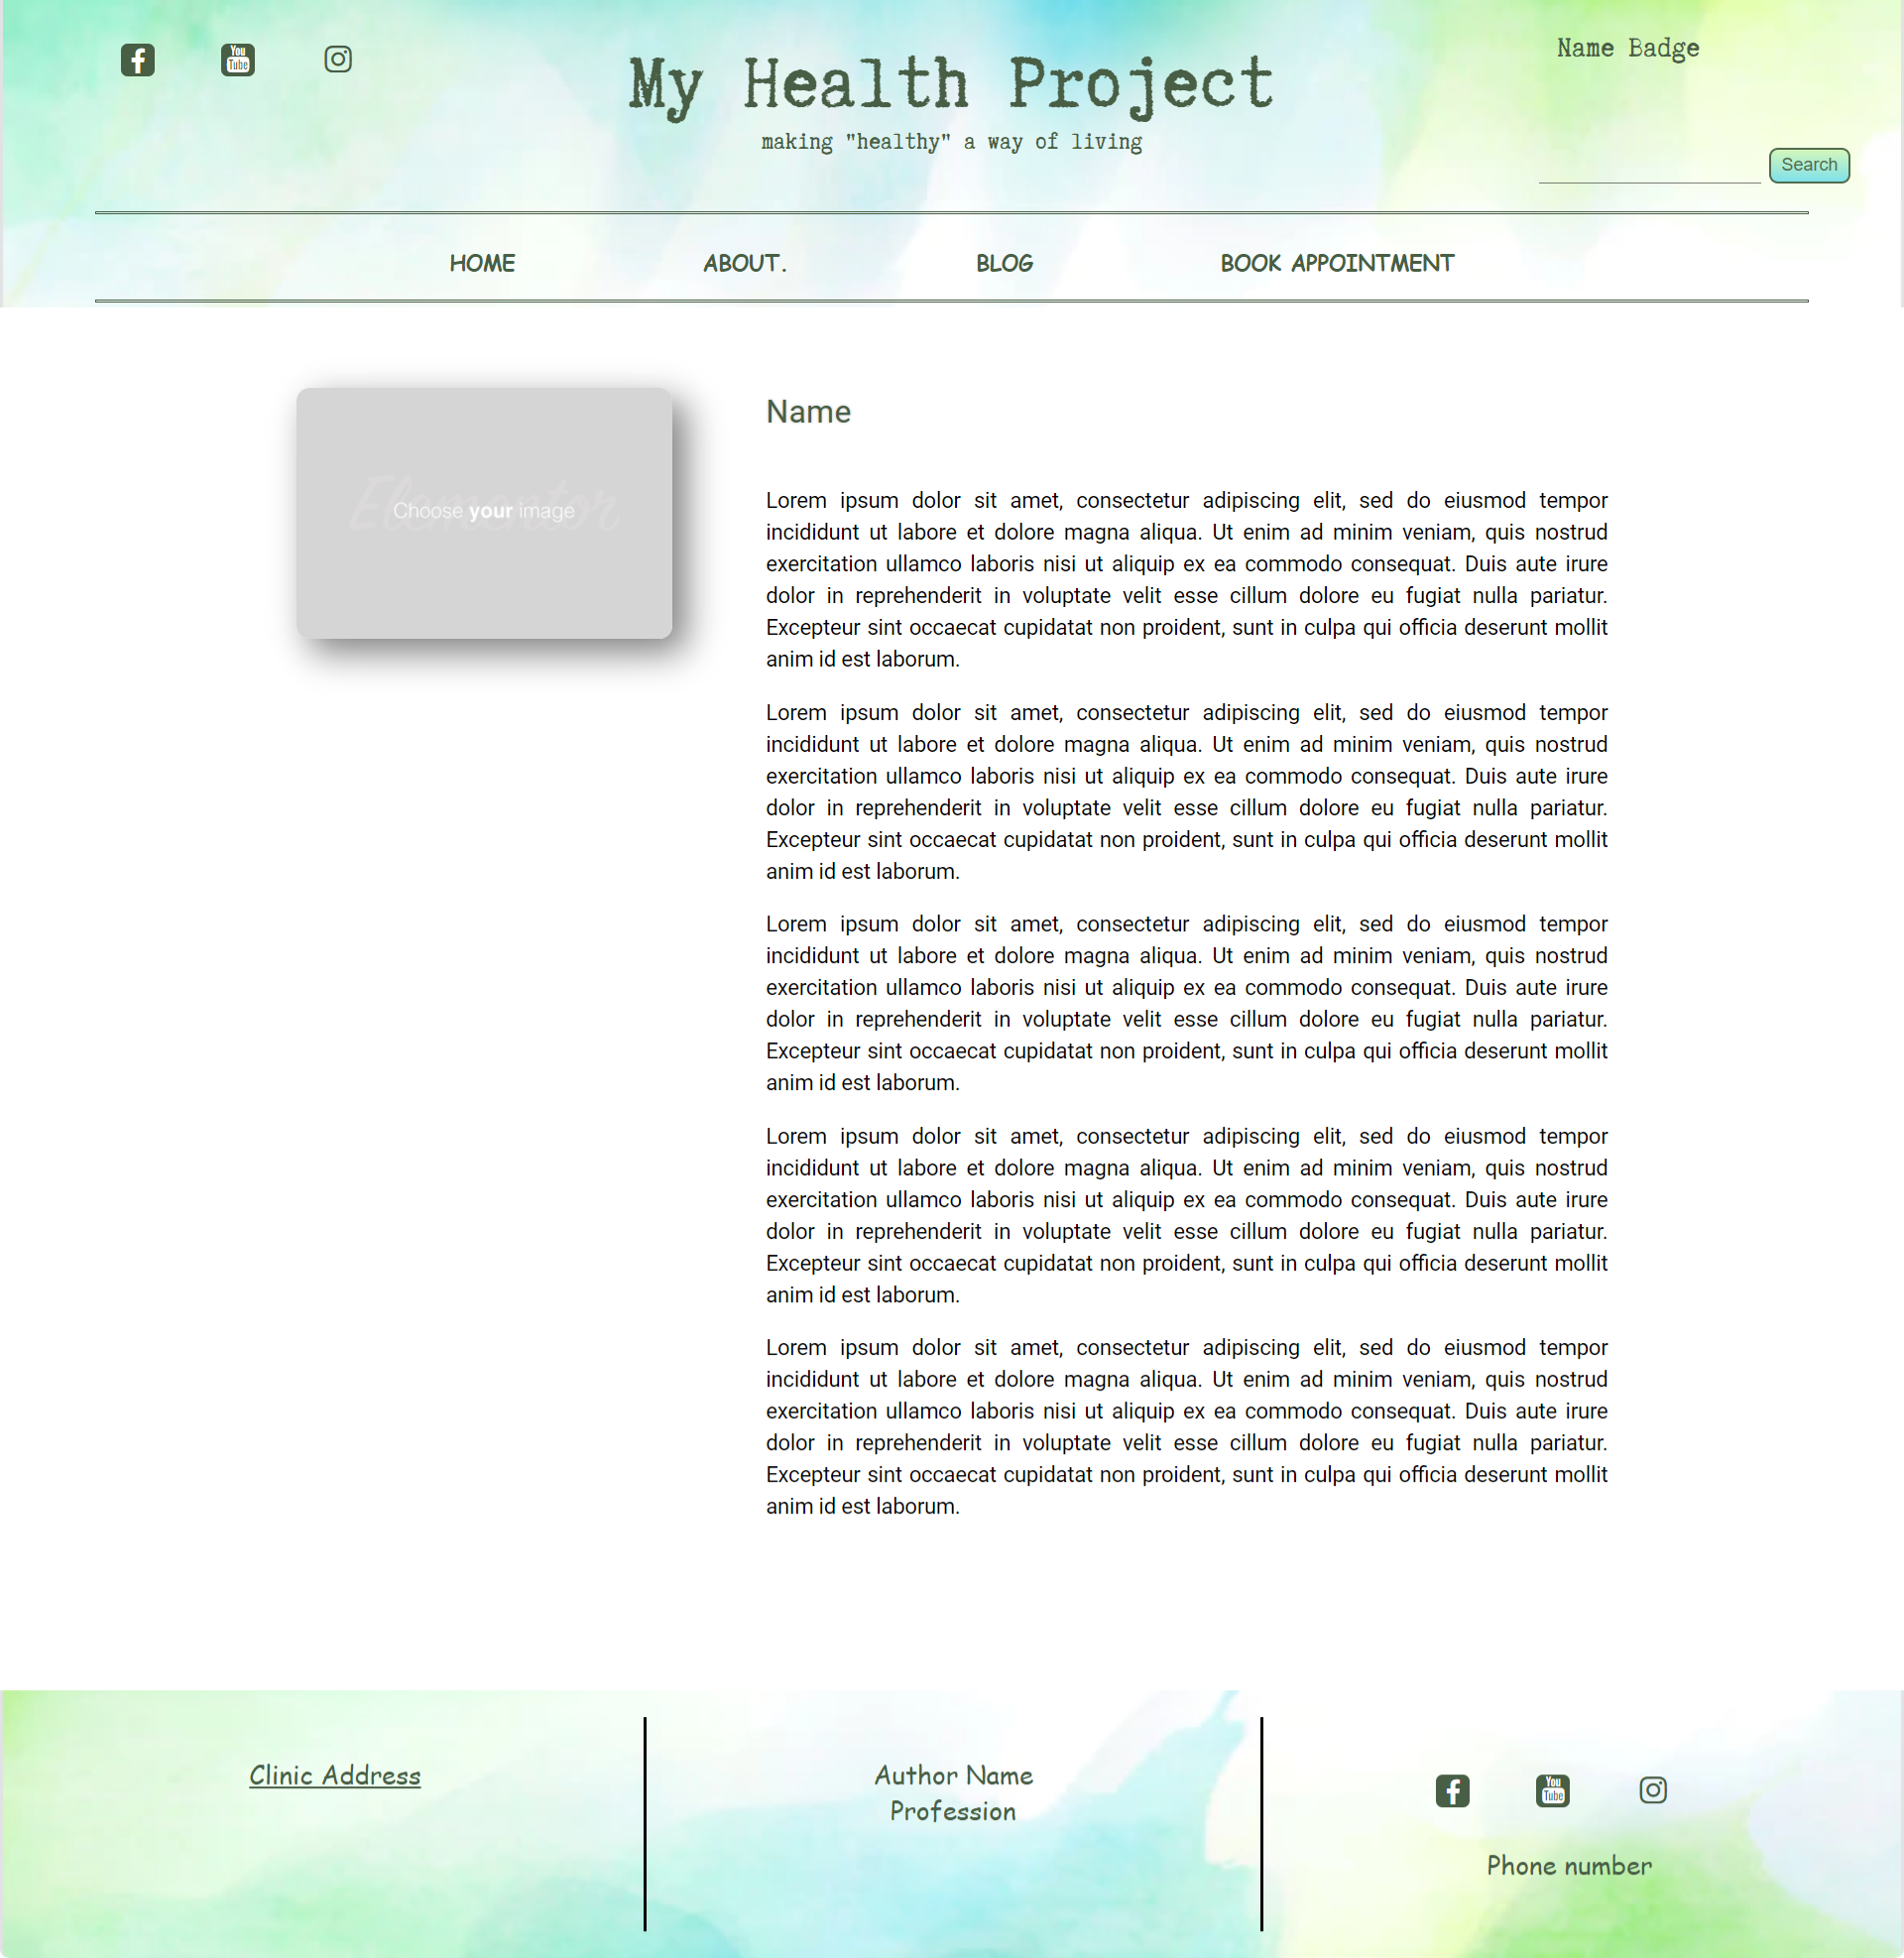 You
Tube
Name Badge
My Health Project
making "healthy" a way of living
Search
HOME ABOUT. BLOG BOOK APPOINTMENT
Name
Elementor
Choose your image
Lorem ipsum dolor sit amet, consectetur adipiscing elit, sed do eiusmod tempor
incididunt ut labore et dolore magna aliqua. Ut enim ad minim veniam, quis nostrud
exercitation ullamco laboris nisi ut aliquip ex ea commodo consequat. Duis aute irure
dolor in reprehenderit in voluptate velit esse cillum dolore eu fugiat nulla pariatur.
Excepteur sint occaecat cupidatat non proident, sunt in culpa qui officia deserunt mollit
anim id est laborum.
Lorem ipsum dolor sit amet, consectetur adipiscing elit, sed do eiusmod tempor
incididunt ut labore et dolore magna aliqua. Ut enim ad minim veniam, quis nostrud
exercitation ullamco laboris nisi ut aliquip ex ea commodo consequat. Duis aute irure
dolor in reprehenderit in voluptate velit esse cillum dolore eu fugiat nulla pariatur.
Excepteur sint occaecat cupidatat non proident, sunt in culpa qui officia deserunt mollit
anim id est laborum.
Lorem ipsum dolor sit amet, consectetur adipiscing elit, sed do eiusmod tempor
incididunt ut labore et dolore magna aliqua. Ut enim ad minim veniam, quis nostrud
exercitation ullamco laboris nisi ut aliquip ex ea commodo consequat. Duis aute irure
dolor in reprehenderit in voluptate velit esse cillum dolore eu fugiat nulla pariatur.
Excepteur sint occaecat cupidatat non proident, sunt in culpa qui officia deserunt mollit
anim id est laborum.
Lorem ipsum dolor sit amet, consectetur adipiscing elit, sed do eiusmod tempor
incididunt ut labore et dolore magna aliqua. Ut enim ad minim veniam, quis nostrud
exercitation ullamco laboris nisi ut aliquip ex ea commodo consequat. Duis aute irure
dolor in reprehenderit in voluptate velit esse cillum dolore eu fugiat nulla pariatur.
Excepteur sint occaecat cupidatat non proident, sunt in culpa qui officia deserunt mollit
anim id est laborum.
Lorem ipsum dolor sit amet, consectetur adipiscing elit, sed do eiusmod tempor
incididunt ut labore et dolore magna aliqua. Ut enim ad minim veniam, quis nostrud
exercitation ullamco laboris nisi ut aliquip ex ea commodo consequat. Duis aute irure
dolor in reprehenderit in voluptate velit esse cillum dolore eu fugiat nulla pariatur.
Excepteur sint occaecat cupidatat non proident, sunt in culpa qui officia deserunt mollit
anim id est laborum.
Clinic Address
Author Name
Profession
You
Tube
Phone number